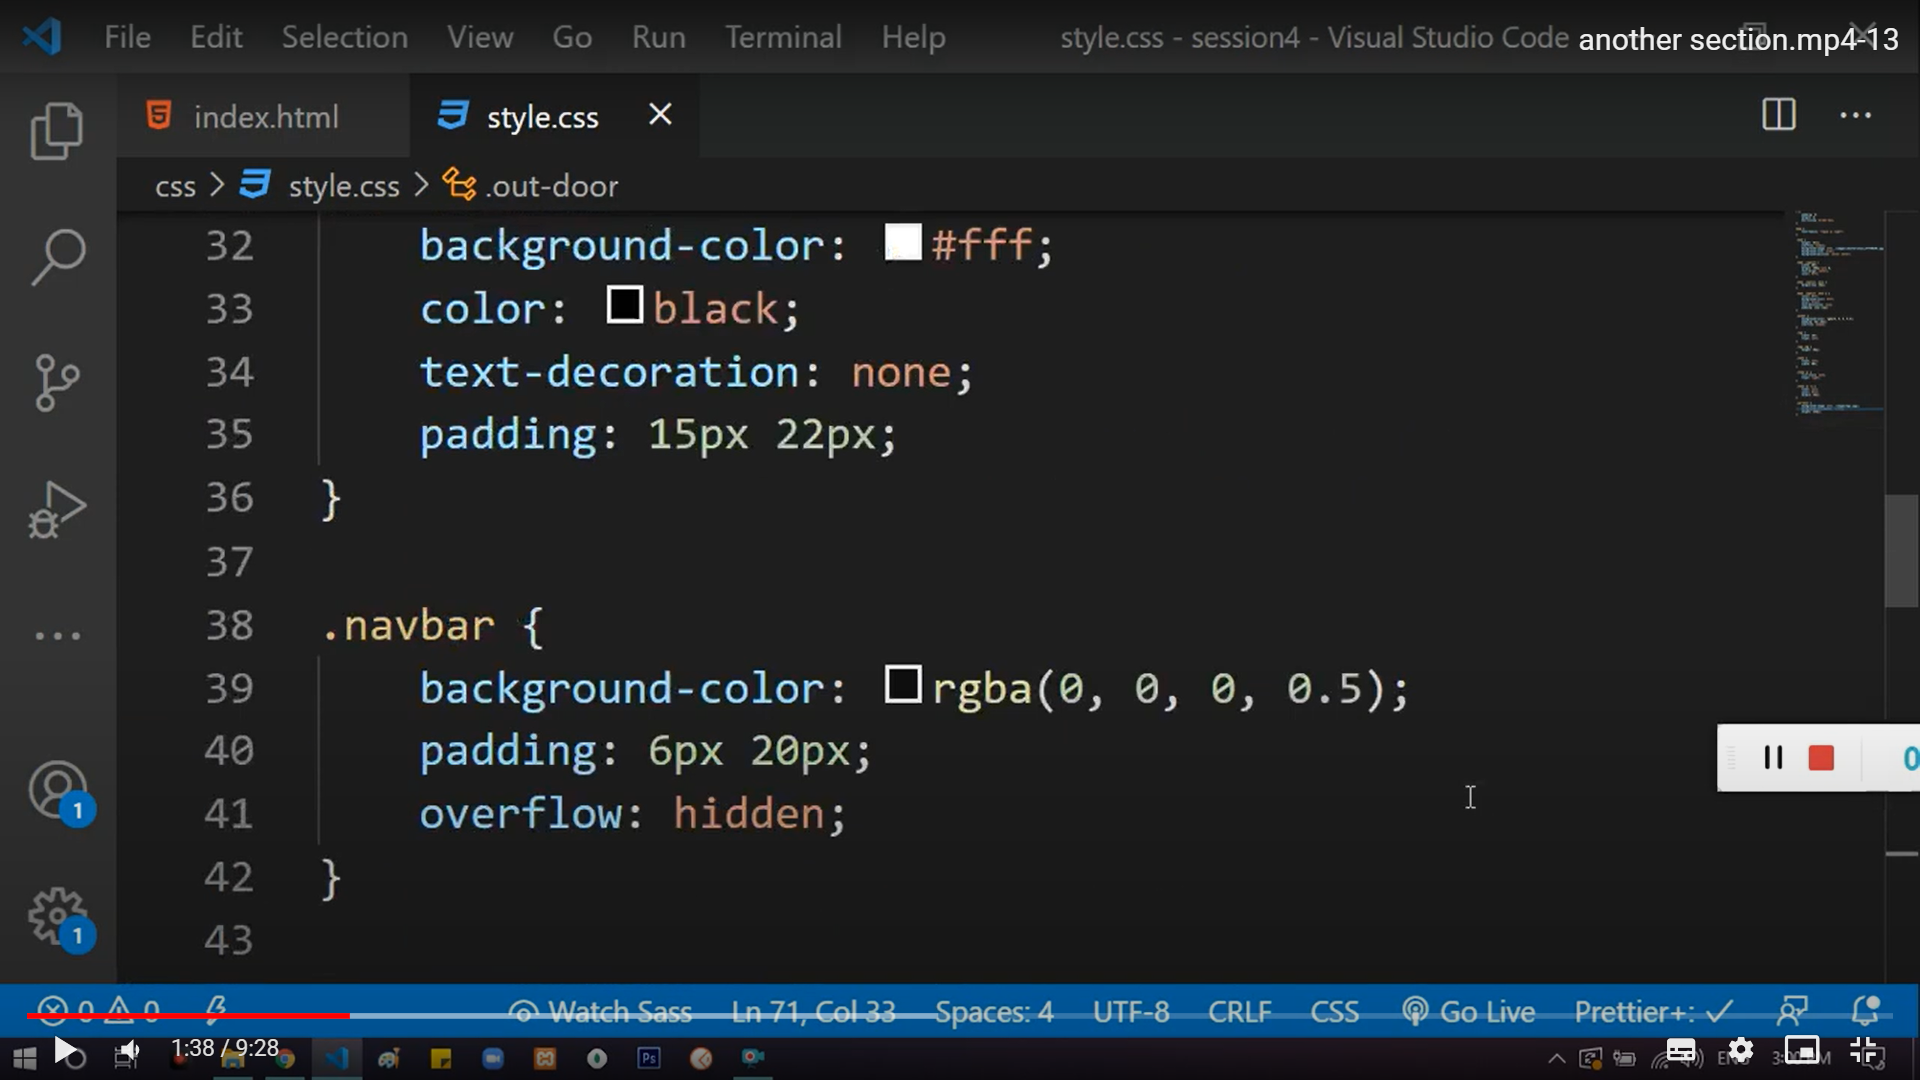 File Edit Selection View Go Run Terminal Help style.css - session4 - Visual Studio Code another section.mp4-13
index.html style.css
css > style.css > .out-door
32 background-color: #fff;
33 color: black;
34 text-decoration: none;
35 padding: 15px 22px;
36 }
37
38 .navbar {
39 background-color: rgba(0, 0, 0, 0.5);
40 padding: 6px 20px;
41 overflow: hidden;
42 }
43
0
1
1
0 0 Watch Sass Ln 71, Col 33 Spaces: 4 UTF-8 CRLF CSS Go Live Prettier+:
1:38 / 9:28 Ps